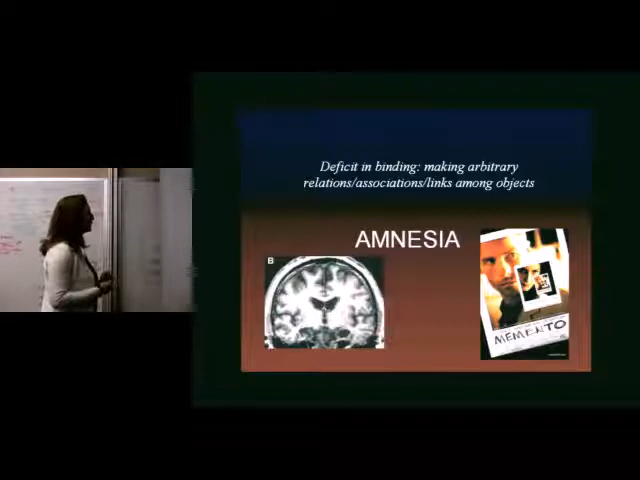 Deficit in binding: making arbitrary
relations/associations/links among objects
AMNESIA
B
MEMENTO